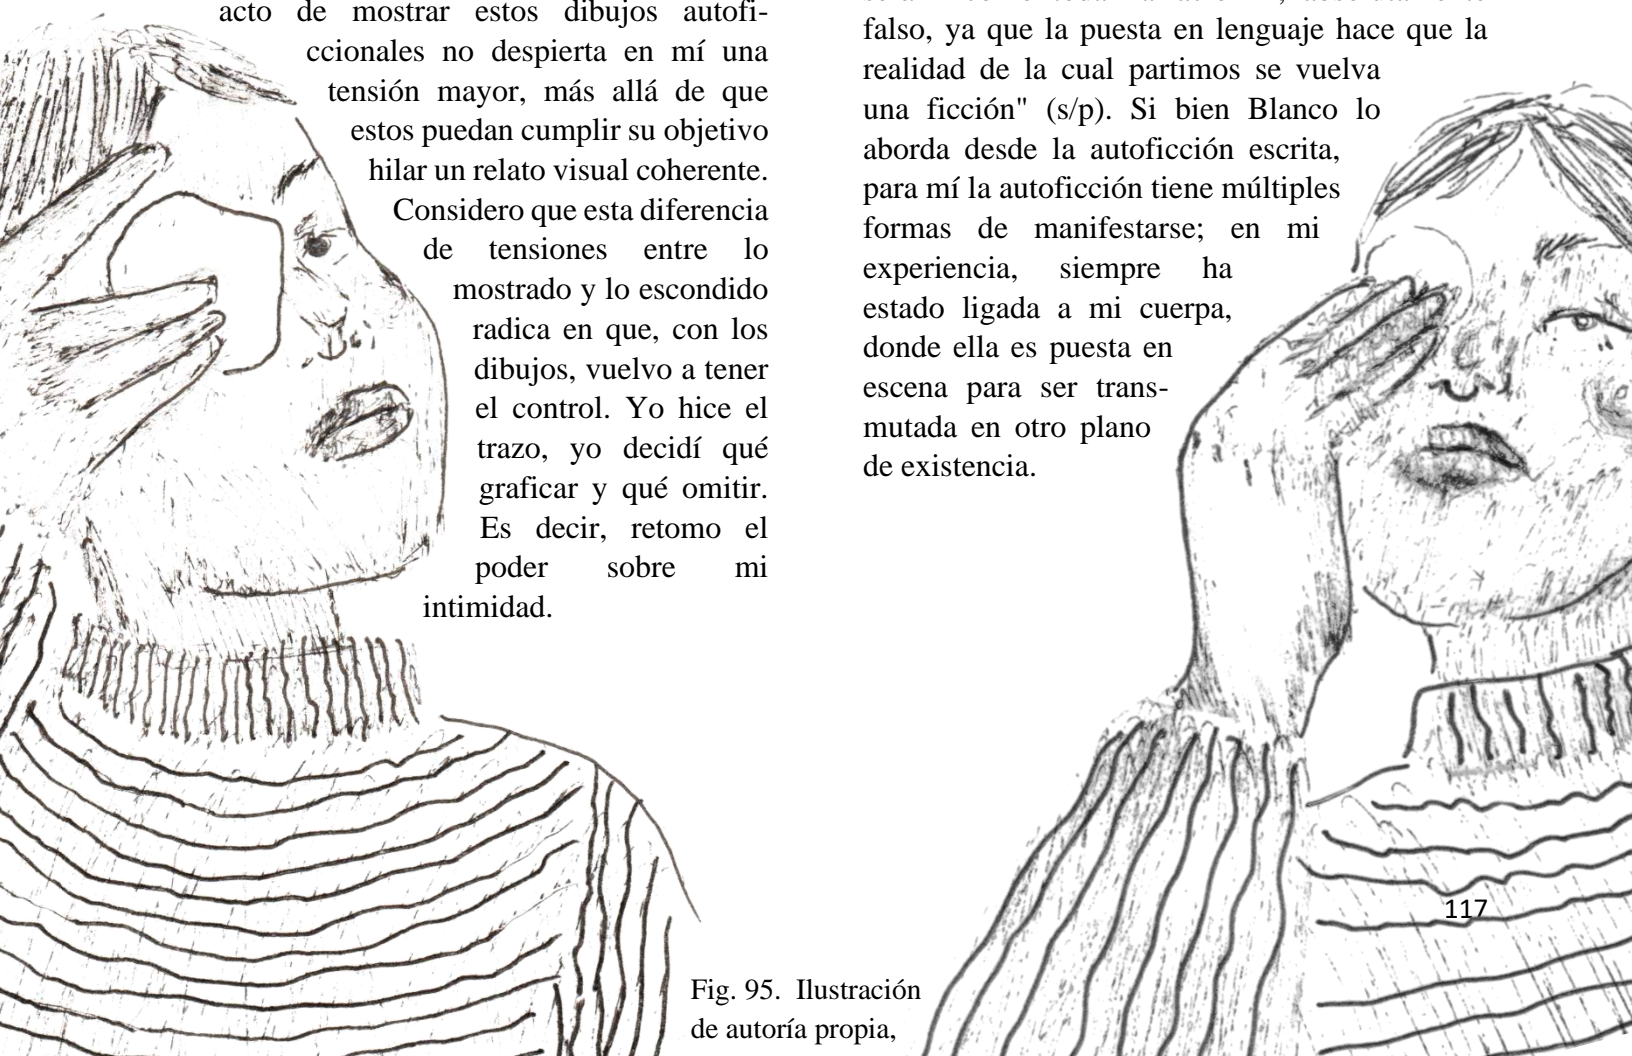 acto de mostrar estos dibujos autofi-
ccionales no despierta en mí una
tensión mayor, más allá de que
estos puedan cumplir su objetivo
hilar un relato visual coherente.
Considero que esta diferencia
de tensiones entre lo
mostrado y lo escondido
radica en que, con los
dibujos, vuelvo a tener
el control. Yo hice el
trazo, yo decidí qué
graficar y qué omitir.
Es decir, retomo el
poder sobre mi
intimidad.
falso, ya que la puesta en lenguaje hace que la
realidad de la cual partimos se vuelva
una ficción" (s/p). Si bien Blanco lo
aborda desde la autoficción escrita,
para mí la autoficción tiene múltiples
formas de manifestarse; en mi
experiencia, siempre ha
estado ligada a mi cuerpa,
donde ella es puesta en
escena para ser trans-
mutada en otro plano
de existencia.
117
Fig. 95. Ilustración
de autoría propia,